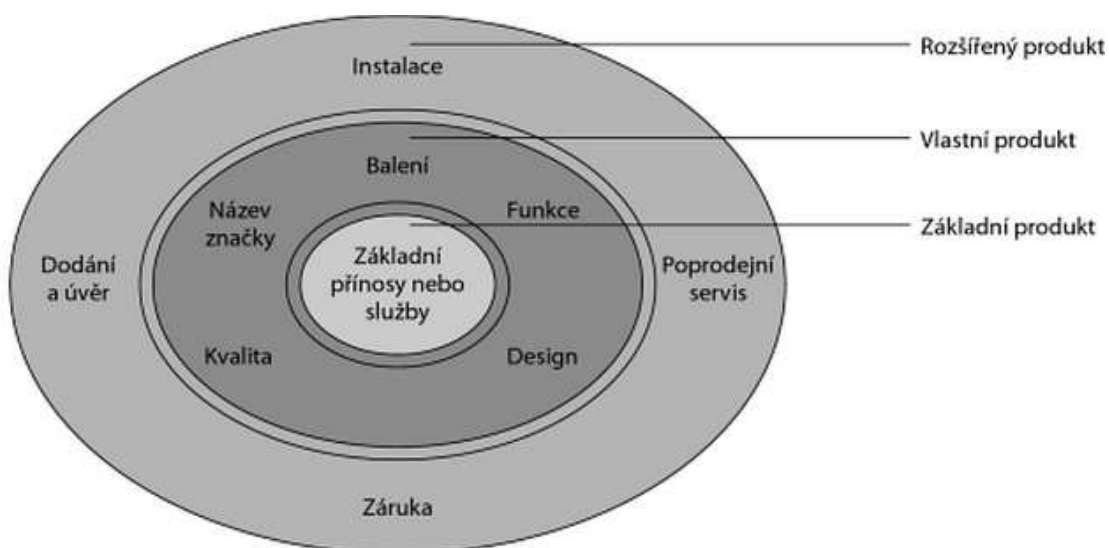 Rozšířený produkt
Instalace
Vlastní produkt
Balení
Název
značky
Funkce
Základní produkt
Základní
přínosy nebo
služby
Dodání
a úvěr
Poprodejní
servis
Kvalita
Design
Záruka